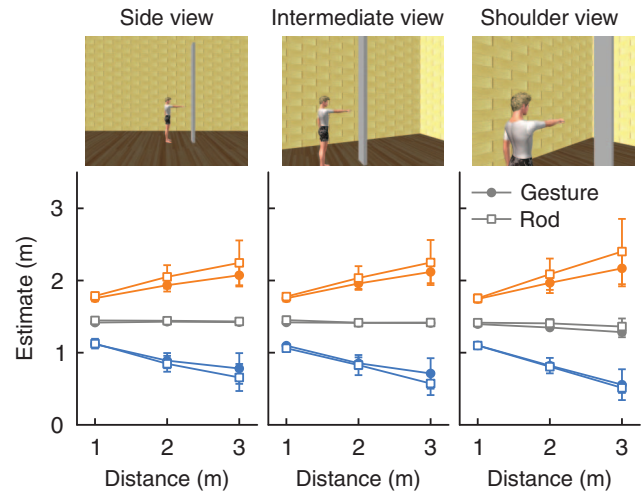 Side view Intermediate view Shoulder view
3
2
1
0
Estimate (m)
Gesture
Rod
1 2 3 1 2 3 1 2 3
Distance (m) Distance (m) Distance (m)